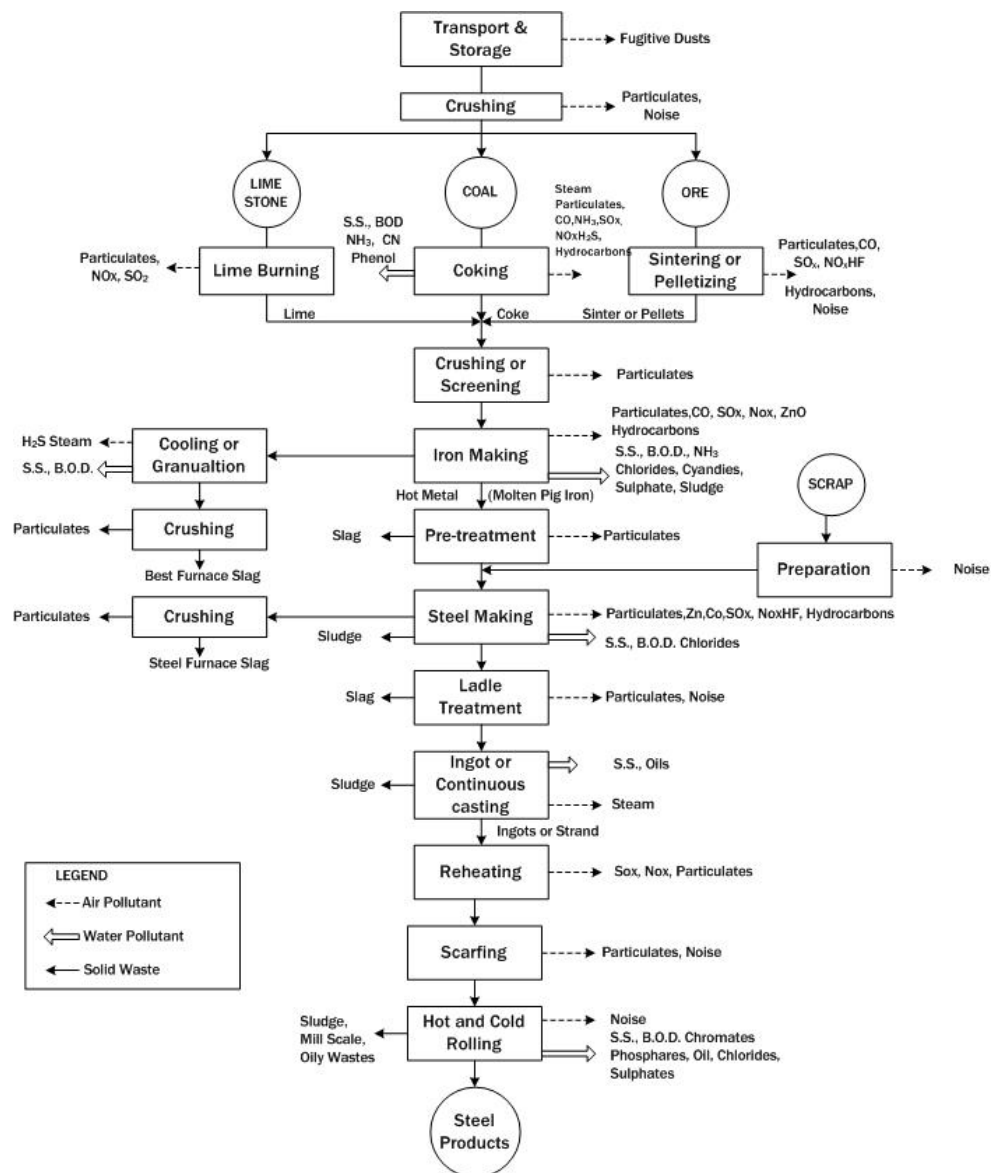 Transport &
Storage
Fugitive Dusts
Crushing
Particulates,
Noise
LIME
STONE
COAL
ORE
S.S., BOD
NH₃, CN
Phenol
Steam
Particulates,
CO,NH₃,SOx,
NOxH₂S,
Hydrocarbons
Particulates,
NOx, SO₂
Lime Burning
Coking
Sintering or
Pelletizing
Particulates,CO,
SOₓ, NOₓHF
Hydrocarbons,
Noise
Lime
Coke
Sinter or Pellets
Crushing or
Screening
Particulates
H₂S Steam
S.S., B.O.D.
Cooling or
Granualtion
Iron Making
Particulates,CO, SOx, Nox, ZnO
Hydrocarbons
S.S., B.O.D., NH₃
Chlorides, Cyandies,
Sulphate, Sludge
Hot Metal
(Molten Pig Iron)
SCRAP
Particulates
Crushing
Best Furnace Slag
Slag
Pre-treatment
Particulates
Preparation
Noise
Particulates
Crushing
Steel Furnace Slag
Steel Making
Sludge
Particulates,Zn,Co,SOx, NoxHF, Hydrocarbons
S.S., B.O.D. Chlorides
Slag
Ladle
Treatment
Particulates, Noise
Sludge
Ingot or
Continuous
casting
S.S., Oils
Steam
Ingots or Strand
Reheating
Sox, Nox, Particulates
LEGEND
Air Pollutant
Water Pollutant
Solid Waste
Scarfing
Particulates, Noise
Sludge,
Mill Scale,
Oily Wastes
Hot and Cold
Rolling
Noise
S.S., B.O.D. Chromates
Phosphares, Oil, Chlorides,
Sulphates
Steel
Products